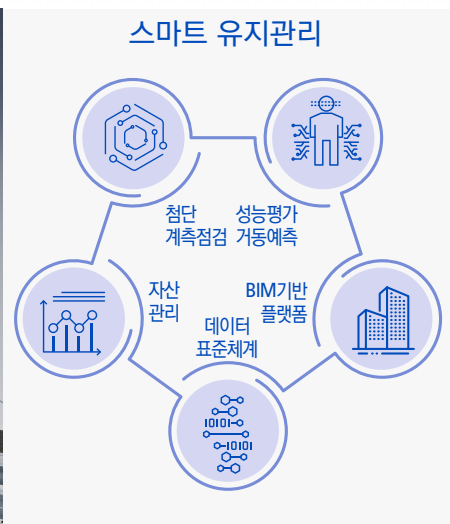 스마트 유지관리
첨단
계측점검
성능평가
거동예측
자산
관리
BIM기반
플랫폼
데이터
표준체계
10101
10101